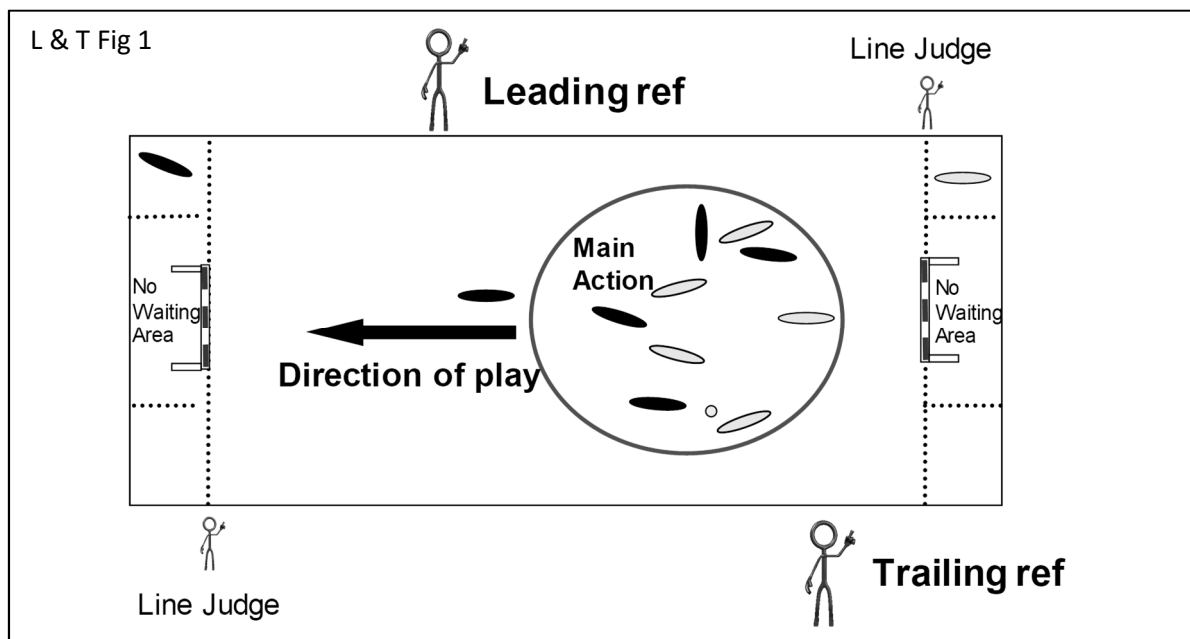 L & T Fig 1
Line Judge
Leading ref
Main
Action
No
Waiting
Area
No
Waiting
Area
Direction of play
Trailing ref
Line Judge